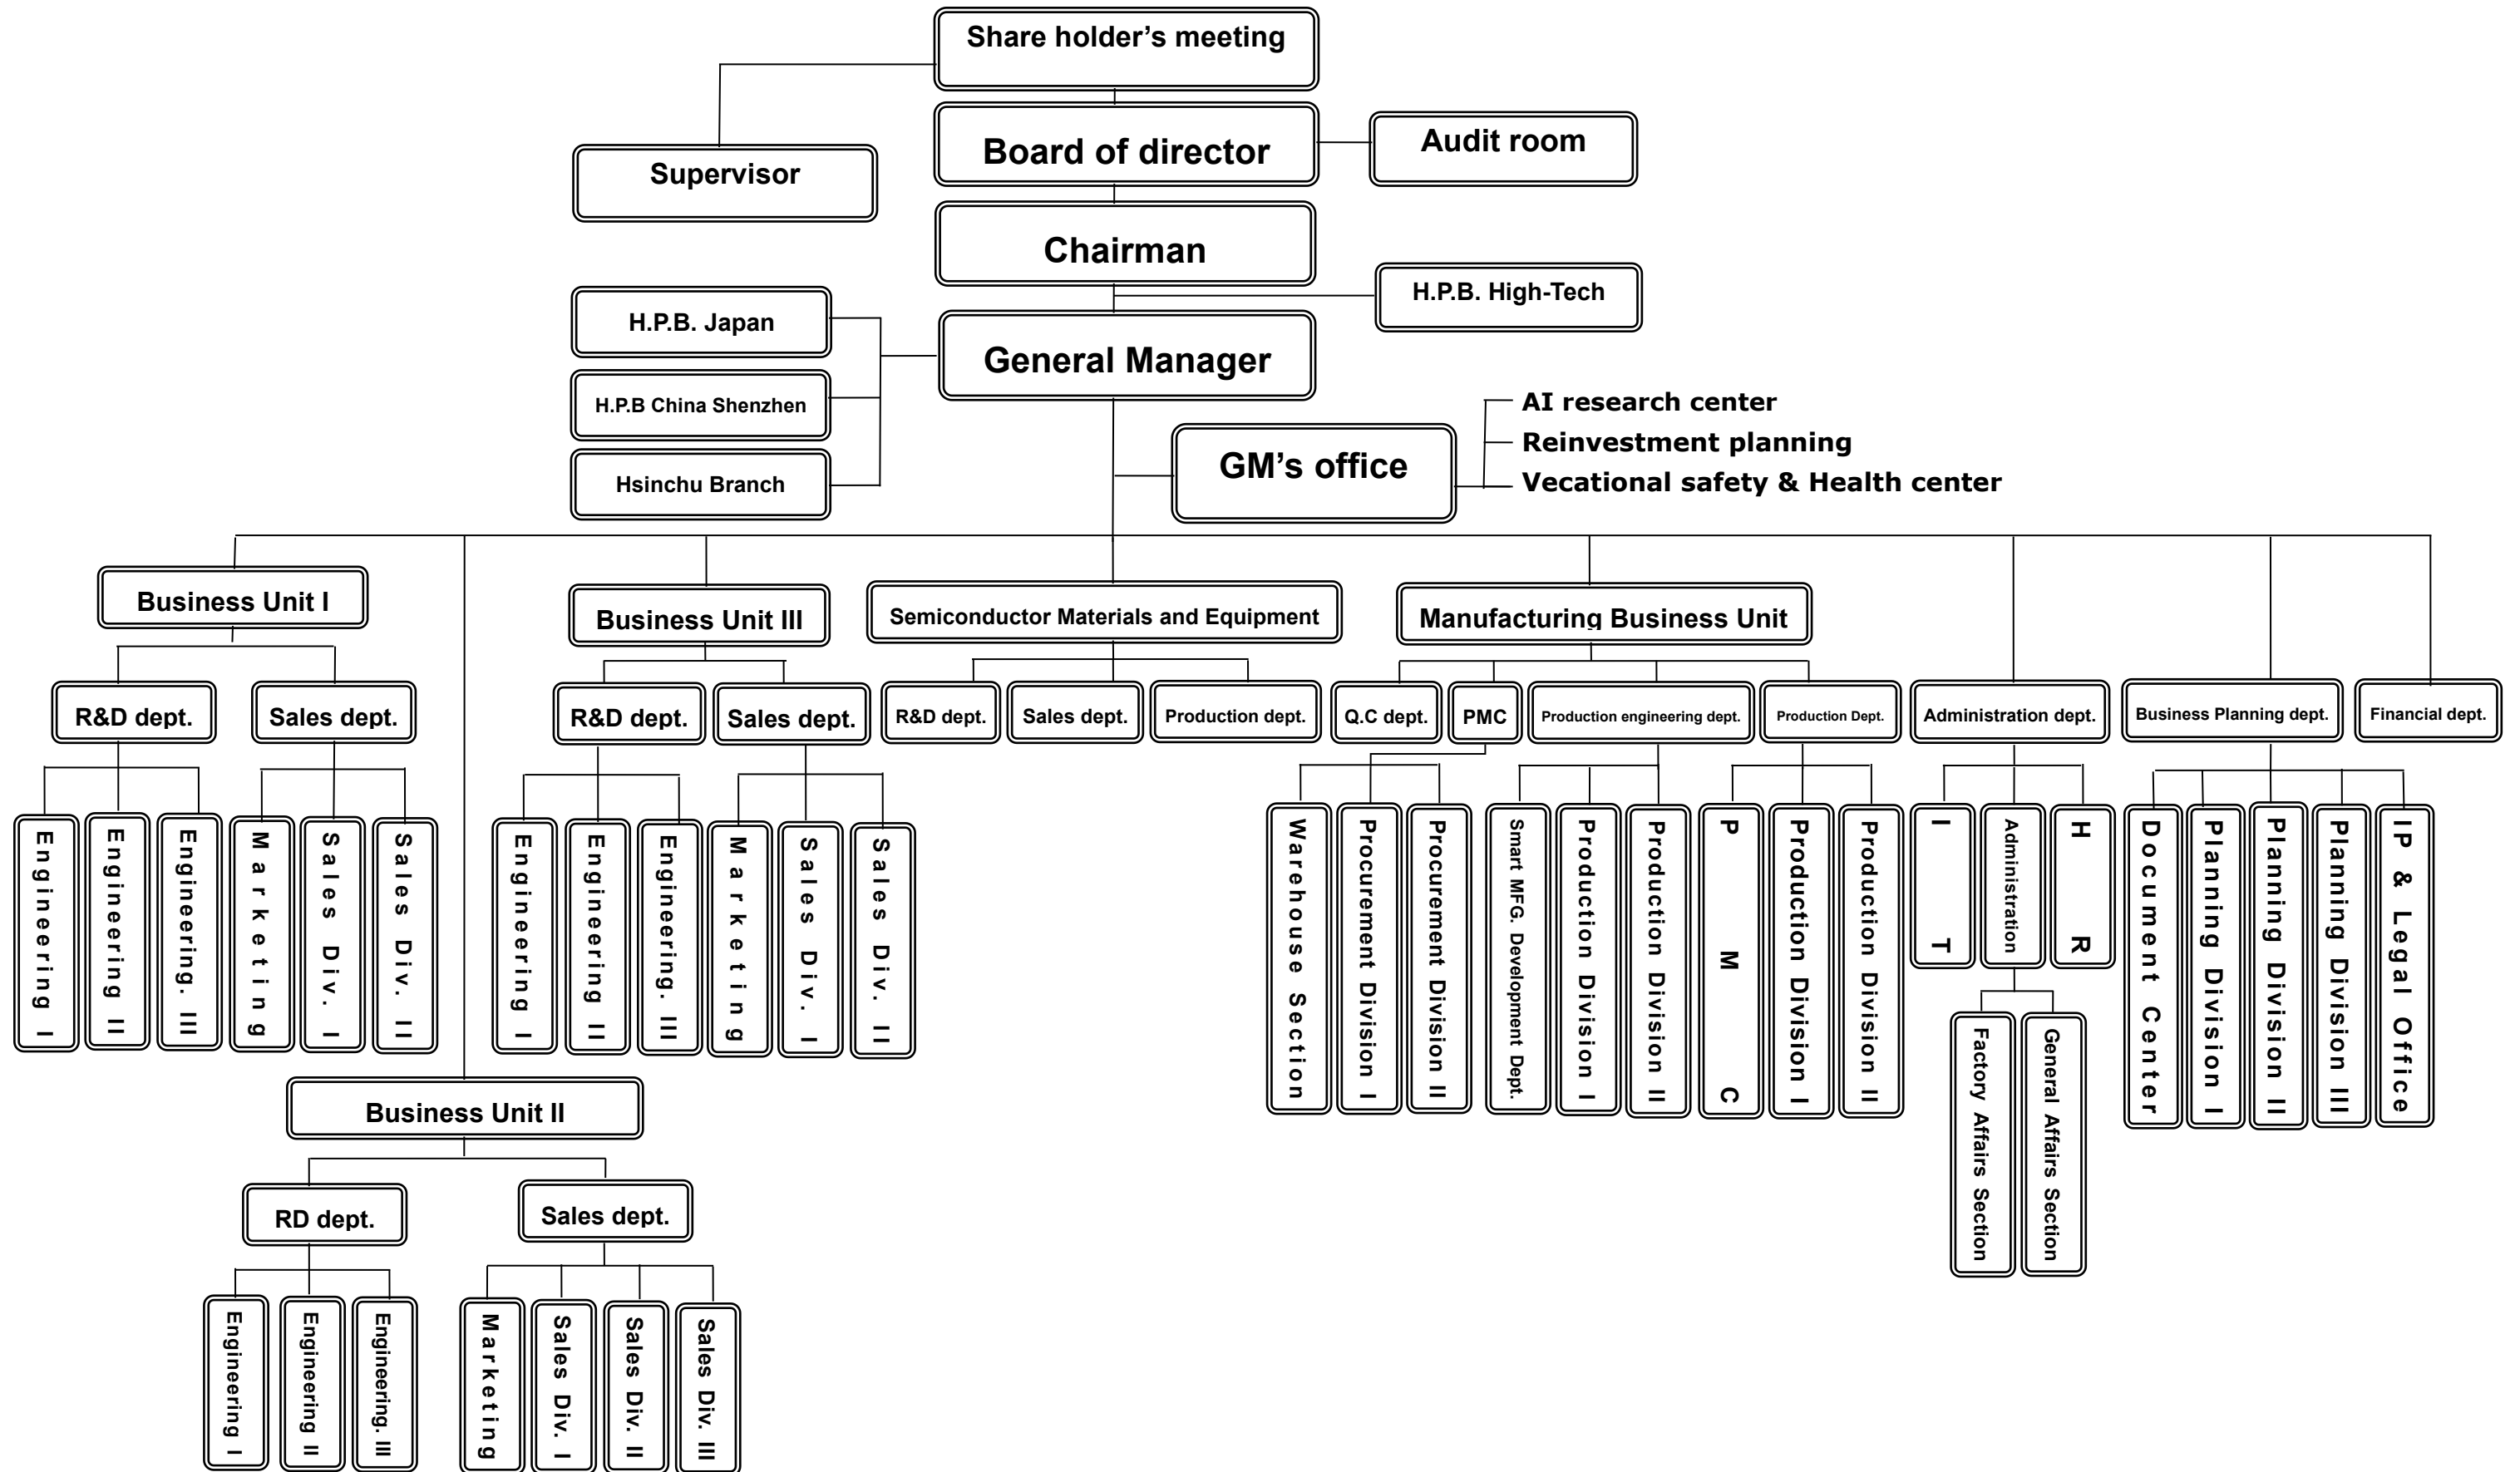 Share holder’s meeting
Board of director
Audit room
Supervisor
Chairman
H.P.B. High-Tech
H.P.B. Japan
General Manager
H.P.B China Shenzhen
Hsinchu Branch
GM’s office
AI research center
Reinvestment planning
Vecational safety & Health center
Business Unit I
Business Unit III
Semiconductor Materials and Equipment
Manufacturing Business Unit
R&D dept.
Sales dept.
R&D dept.
Sales dept.
R&D dept.
Sales dept.
Production dept.
Q.C dept.
PMC
Production engineering dept.
Production Dept.
Administration dept.
Business Planning dept.
Financial dept.
Engineering I
Engineering II
Engineering. III
Marketing
Sales Div. I
Sales Div. II
Engineering I
Engineering II
Engineering. III
Marketing
Sales Div. I
Sales Div. II
Warehouse Section
Procurement Division I
Procurement Division II
Smart MFG. Development Dept.
Production Division I
Production Division II
PMC
Production Division I
Production Division II
IT
Administration
HR
Document Center
Planning Division I
Planning Division II
Planning Division III
IP & Legal Office
Factory Affairs Section
General Affairs Section
Business Unit II
RD dept.
Sales dept.
Engineering I
Engineering II
Engineering. III
Marketing
Sales Div. I
Sales Div. II
Sales Div. III